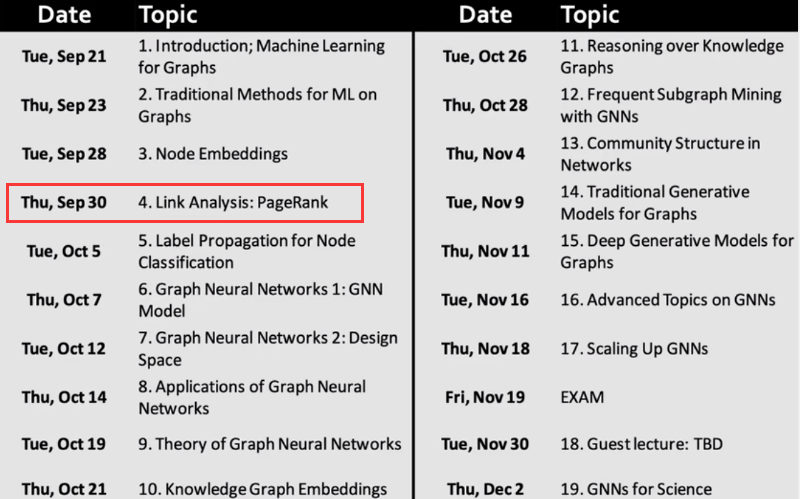 Date Topic
Tue, Sep 21 1. Introduction; Machine Learning
for Graphs
Thu, Sep 23 2. Traditional Methods for ML on
Graphs
Tue, Sep 28 3. Node Embeddings
Thu, Sep 30 4. Link Analysis: PageRank
Tue, Oct 5 5. Label Propagation for Node
Classification
Thu, Oct 7 6. Graph Neural Networks 1: GNN
Model
Tue, Oct 12 7. Graph Neural Networks 2: Design
Space
Thu, Oct 14 8. Applications of Graph Neural
Networks
Tue, Oct 19 9. Theory of Graph Neural Networks
Thu, Oct 21 10. Knowledge Graph Embeddings
Date Topic
Tue, Oct 26 11. Reasoning over Knowledge
Graphs
Thu, Oct 28 12. Frequent Subgraph Mining
with GNNs
Thu, Nov 4 13. Community Structure in
Networks
Tue, Nov 9 14. Traditional Generative
Models for Graphs
Thu, Nov 11 15. Deep Generative Models for
Graphs
Tue, Nov 16 16. Advanced Topics on GNNs
Thu, Nov 18 17. Scaling Up GNNs
Fri, Nov 19 EXAM
Tue, Nov 30 18. Guest lecture: TBD
Thu, Dec 2 19. GNNs for Science